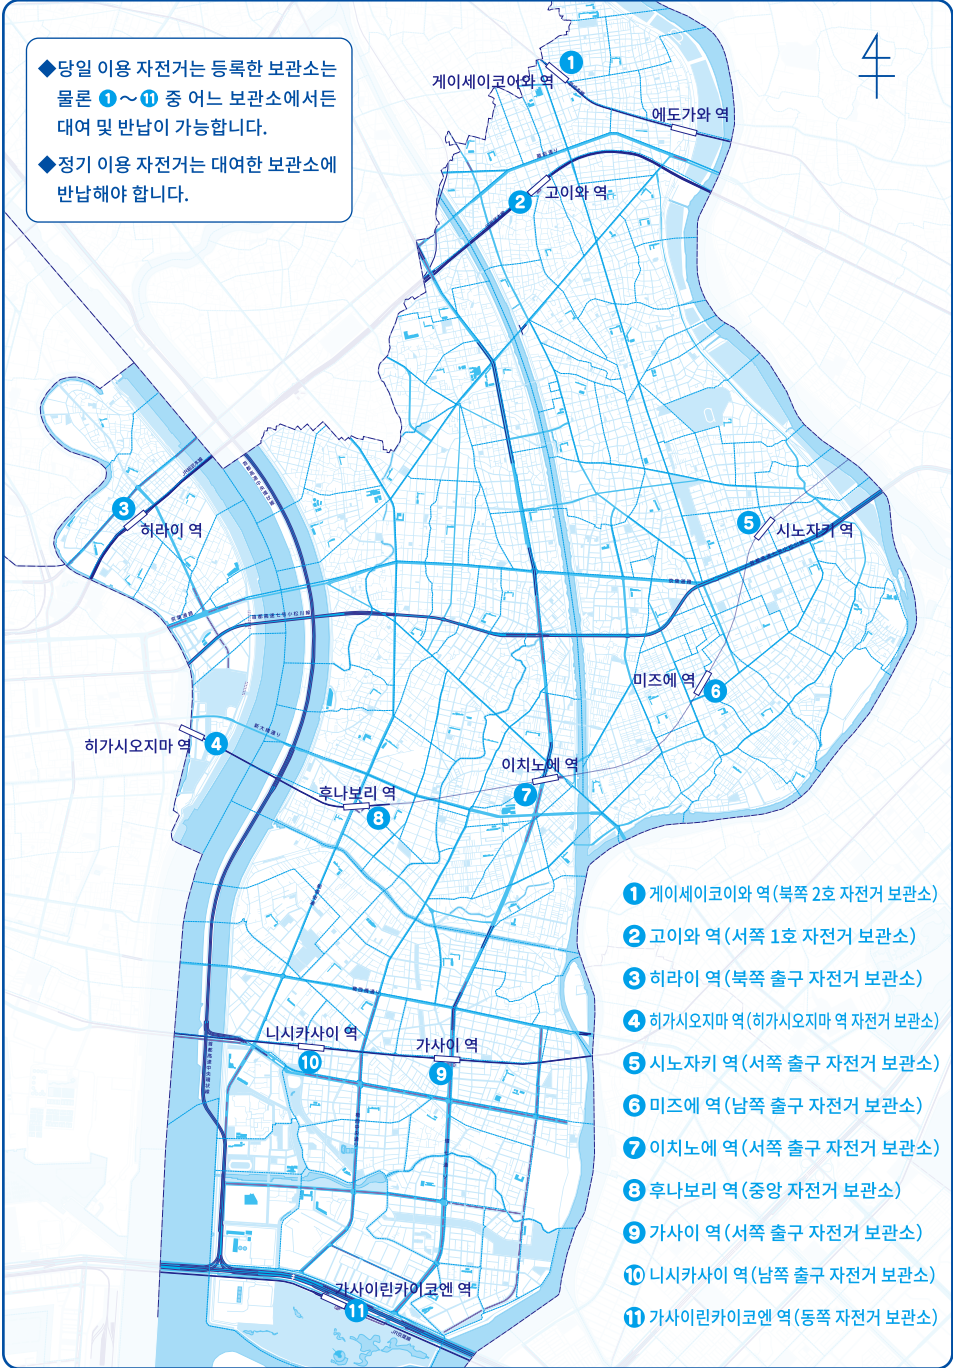 ◆당일 이용 자전거는 등록한 보관소는
물론 ❶～⓫ 중 어느 보관소에서든
대여 및 반납이 가능합니다.
◆정기 이용 자전거는 대여한 보관소에
반납해야 합니다.
1
게이세이코이와 역
에도가와 역
2
고이와 역
3
히라이 역
5
시노자키 역
미즈에 역
6
히가시오지마 역
4
이치노에 역
7
후나보리 역
8
니시카사이 역
10
가사이 역
9
가사이린카이코엔 역
11
❶ 게이세이코이와 역(북쪽 2호 자전거 보관소)
❷ 고이와 역(서쪽 1호 자전거 보관소)
❸ 히라이 역(북쪽 출구 자전거 보관소)
❹ 히가시오지마 역(히가시오지마 역 자전거 보관소)
❺ 시노자키 역(서쪽 출구 자전거 보관소)
❻ 미즈에 역(남쪽 출구 자전거 보관소)
❼ 이치노에 역(서쪽 출구 자전거 보관소)
❽ 후나보리 역(중앙 자전거 보관소)
❾ 가사이 역(서쪽 출구 자전거 보관소)
❿ 니시카사이 역(남쪽 출구 자전거 보관소)
⓫ 가사이린카이코엔 역(동쪽 자전거 보관소)